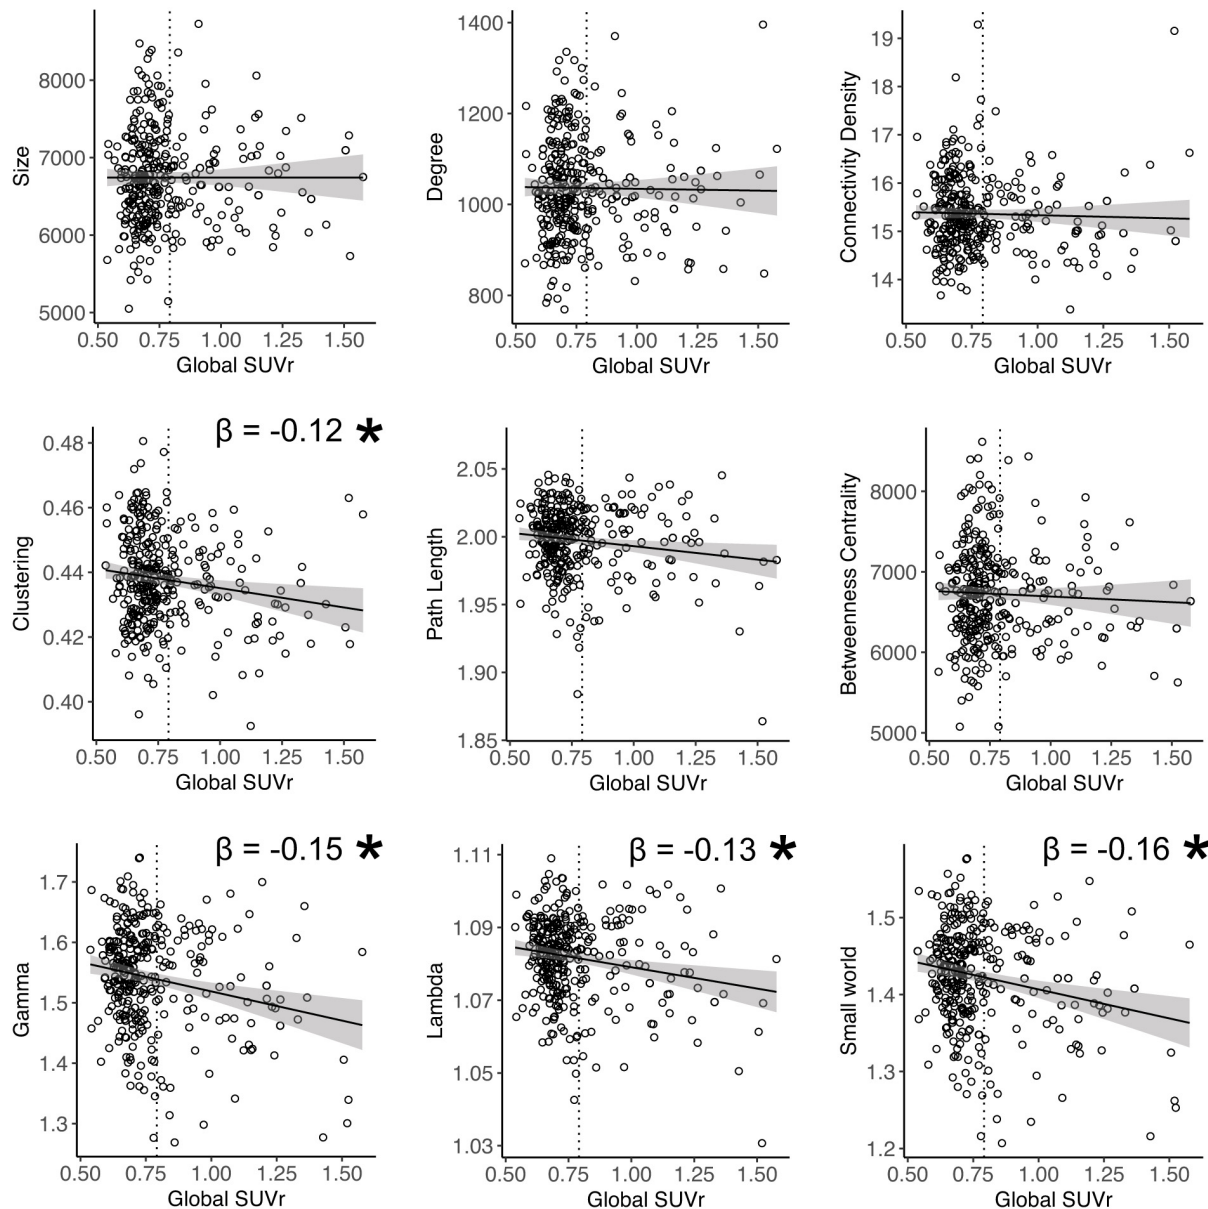 Size
8000
7000
6000
5000
0.50 0.75 1.00 1.25 1.50
Global SUVr
Degree
1400
1200
1000
800
0.50 0.75 1.00 1.25 1.50
Global SUVr
Connectivity Density
19
18
17
16
15
14
0.50 0.75 1.00 1.25 1.50
Global SUVr
β = -0.12 *
Clustering
0.48
0.46
0.44
0.42
0.40
0.50 0.75 1.00 1.25 1.50
Global SUVr
Path Length
2.05
2.00
1.95
1.90
1.85
0.50 0.75 1.00 1.25 1.50
Global SUVr
Betweenness Centrality
8000
7000
6000
5000
0.50 0.75 1.00 1.25 1.50
Global SUVr
β = -0.15 *
Gamma
1.7
1.6
1.5
1.4
1.3
0.50 0.75 1.00 1.25 1.50
Global SUVr
β = -0.13 *
Lambda
1.11
1.09
1.07
1.05
1.03
0.50 0.75 1.00 1.25 1.50
Global SUVr
β = -0.16 *
Small world
1.5
1.4
1.3
1.2
0.50 0.75 1.00 1.25 1.50
Global SUVr